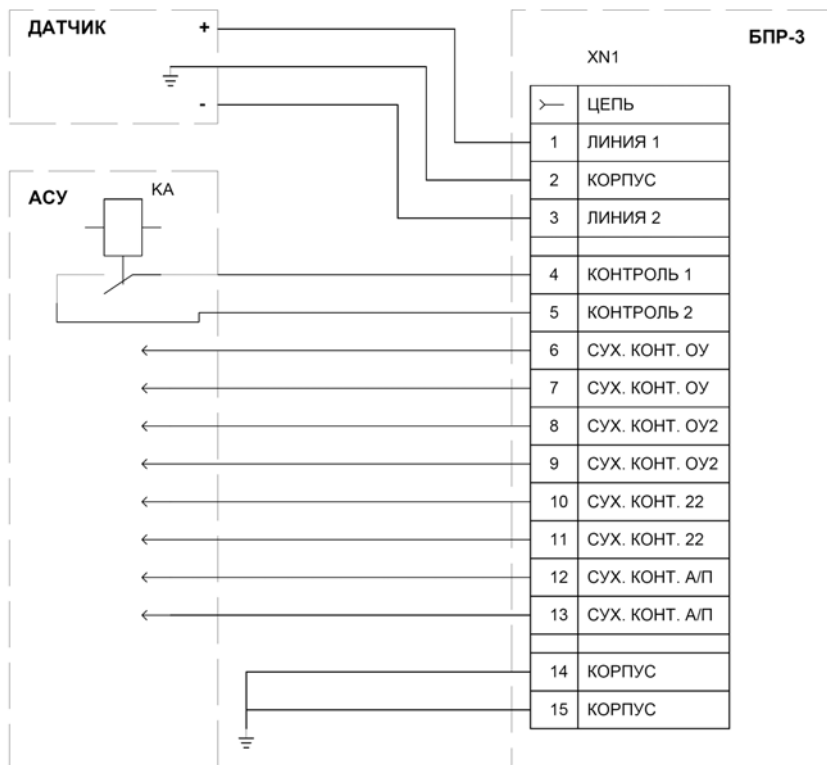 ДАТЧИК
+
-
БПР-3
XN1
АСУ
KA
ЦЕПЬ
1 ЛИНИЯ 1
2 КОРПУС
3 ЛИНИЯ 2
4 КОНТРОЛЬ 1
5 КОНТРОЛЬ 2
6 СУХ. КОНТ. ОУ
7 СУХ. КОНТ. ОУ
8 СУХ. КОНТ. ОУ2
9 СУХ. КОНТ. ОУ2
10 СУХ. КОНТ. 22
11 СУХ. КОНТ. 22
12 СУХ. КОНТ. А/П
13 СУХ. КОНТ. А/П
14 КОРПУС
15 КОРПУС